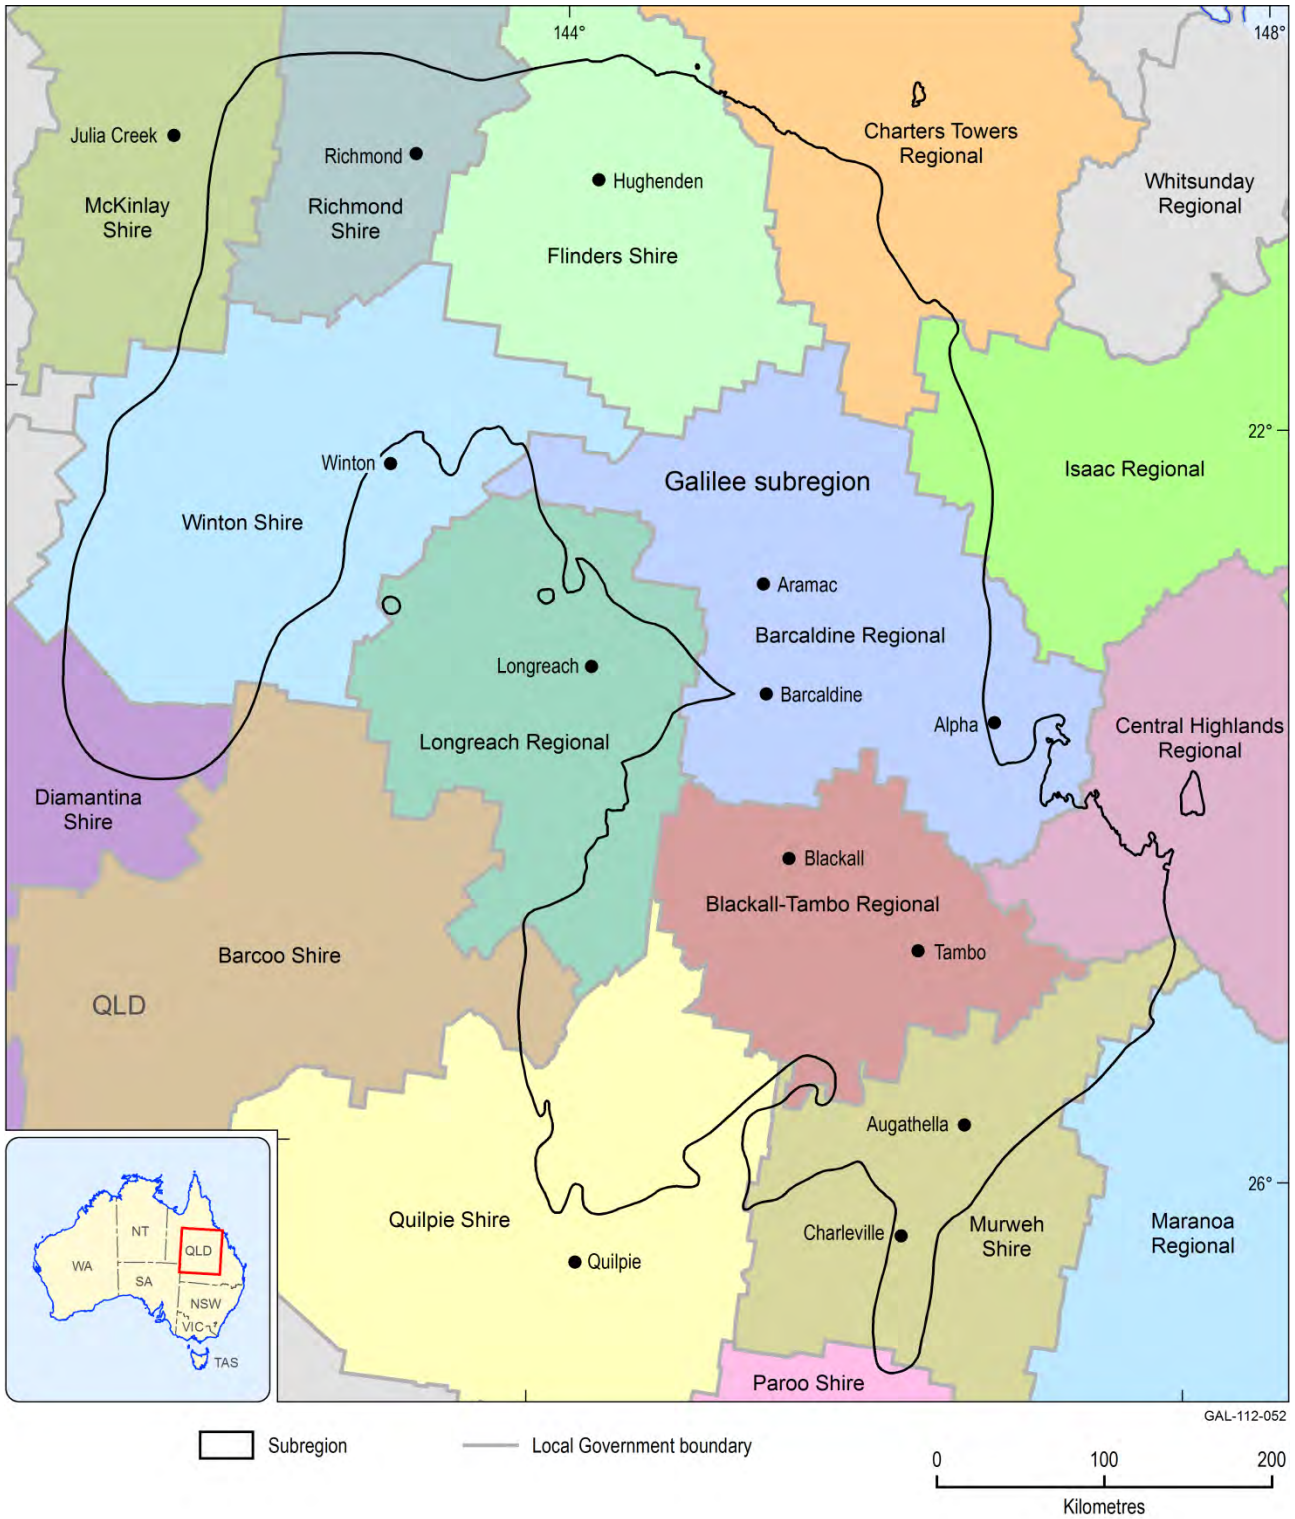 144°
148°
Julia Creek
McKinlay
Shire
Richmond
Richmond
Shire
Hughenden
Flinders Shire
Charters Towers
Regional
Whitsunday
Regional
22°
Winton
Winton Shire
Galilee subregion
Isaac Regional
Aramac
Barcaldine Regional
Longreach
Barcaldine
Longreach Regional
Alpha
Central Highlands
Regional
Diamantina
Shire
Blackall
Blackall-Tambo Regional
Tambo
Barcoo Shire
QLD
Augathella
26°
Quilpie Shire
Charleville
Murweh
Shire
Maranoa
Regional
Quilpie
Paroo Shire
NT
QLD
WA
SA
NSW
VIC
TAS
GAL-112-052
Subregion
Local Government boundary
0 100 200
Kilometres